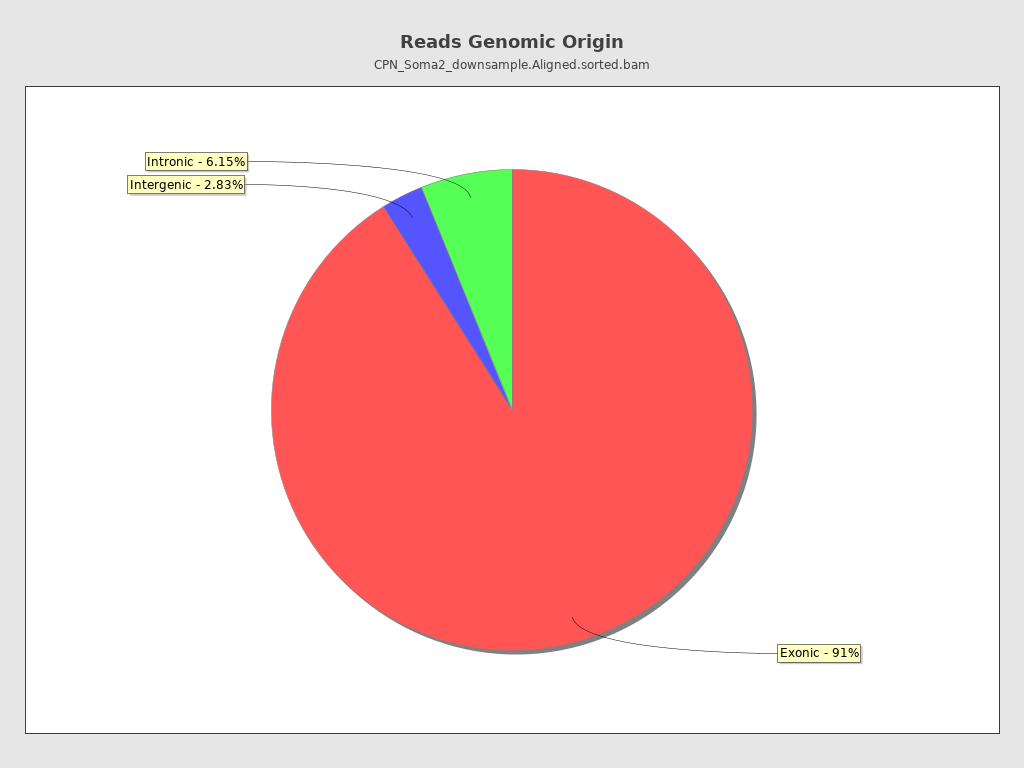 Reads Genomic Origin
CPN_Soma2_downsample.Aligned.sorted.bam
Intronic - 6.15%
Intergenic - 2.83%
Exonic - 91%